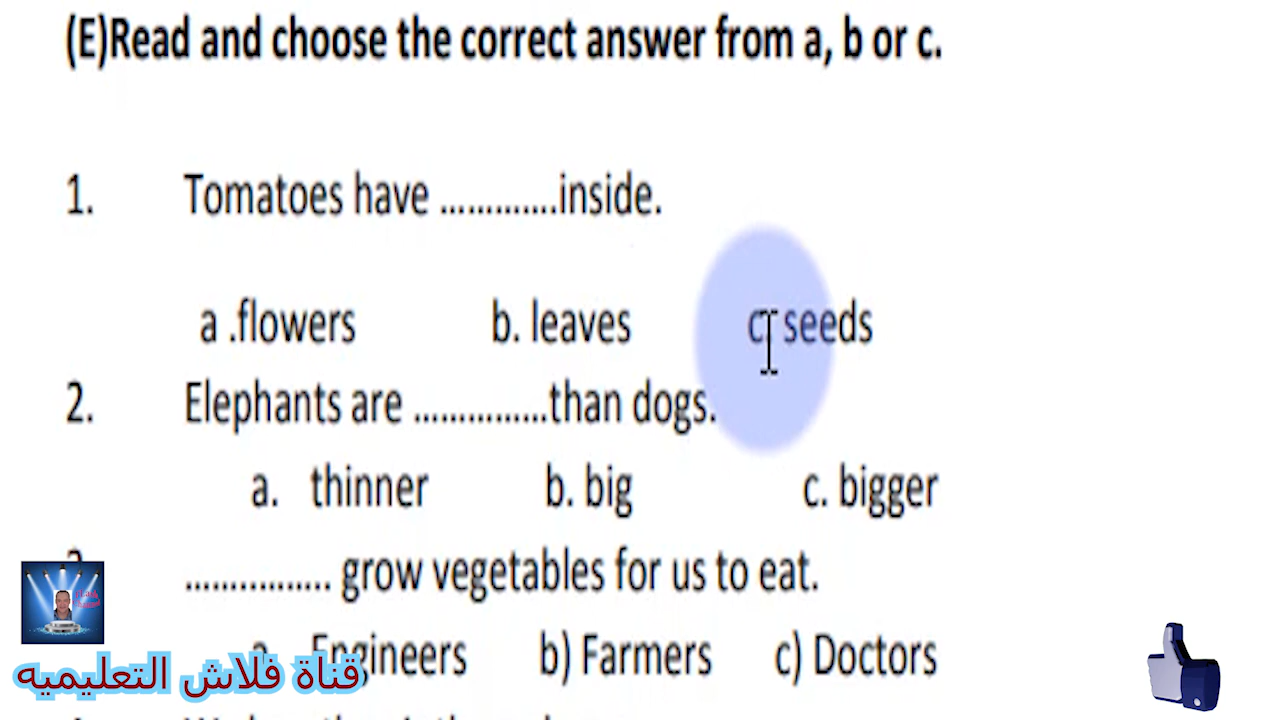 (E)Read and choose the correct answer from a, b or c.
1. Tomatoes have .............inside.
a .flowers b. leaves c. seeds
2. Elephants are ...............than dogs.
a. thinner b. big c. bigger
................ grow vegetables for us to eat.
Engineers b) Farmers c) Doctors
قناة فلاش التعليميه